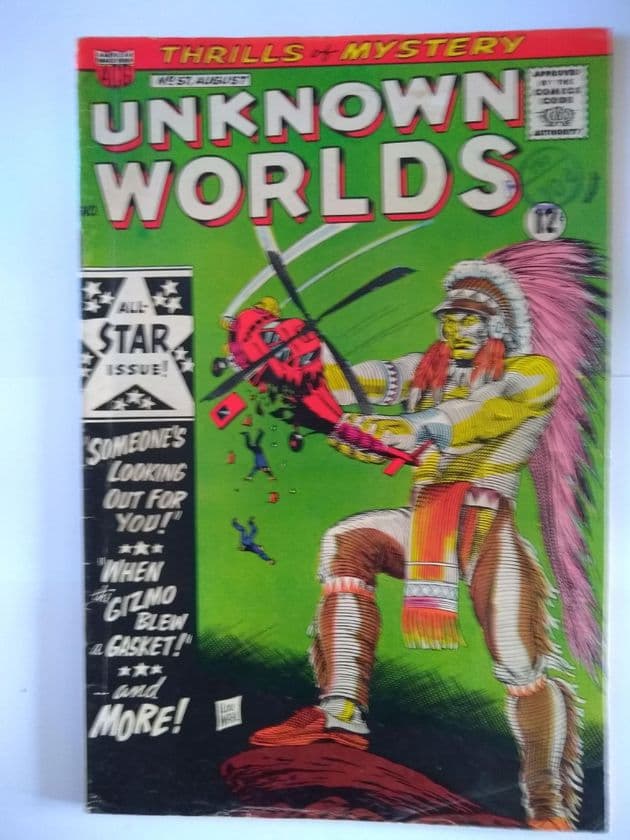 THRILLS of MYSTERY
ACG
No 57, AUGUST
UNKNOWN
WORLDS
APPROVED
BY THE
COMICS
CODE
AUTHORITY
12¢
ALL-
STAR
ISSUE!
"SOMEONE'S
LOOKING
OUT FOR
YOU!"
"WHEN
the GIZMO
BLEW
a GASKET!"
—and
MORE!